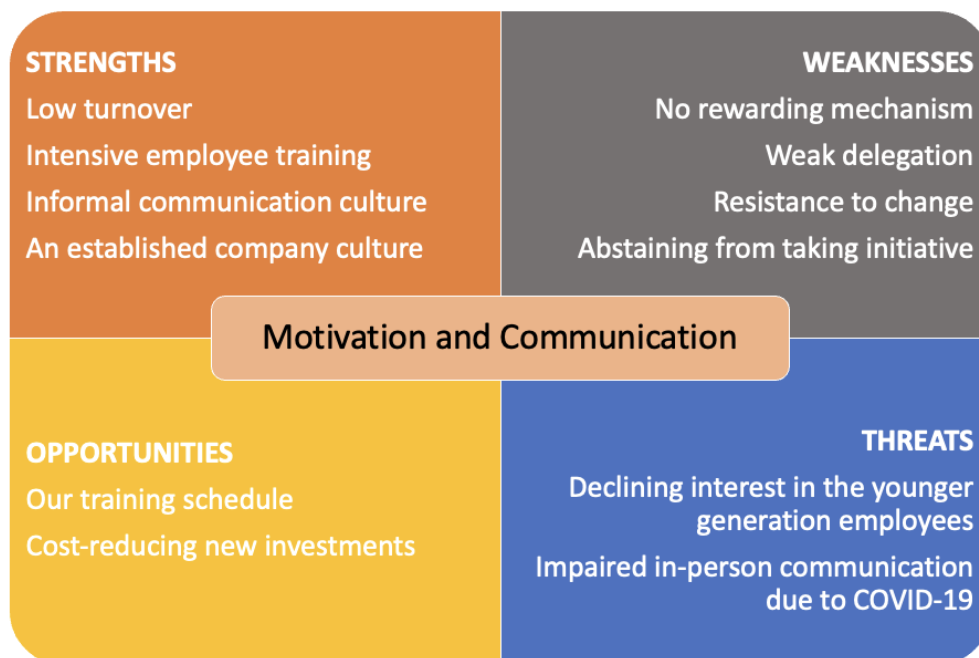 STRENGTHS
Low turnover
Intensive employee training
Informal communication culture
An established company culture
WEAKNESSES
No rewarding mechanism
Weak delegation
Resistance to change
Abstaining from taking initiative
Motivation and Communication
OPPORTUNITIES
Our training schedule
Cost-reducing new investments
THREATS
Declining interest in the younger
generation employees
Impaired in-person communication
due to COVID-19